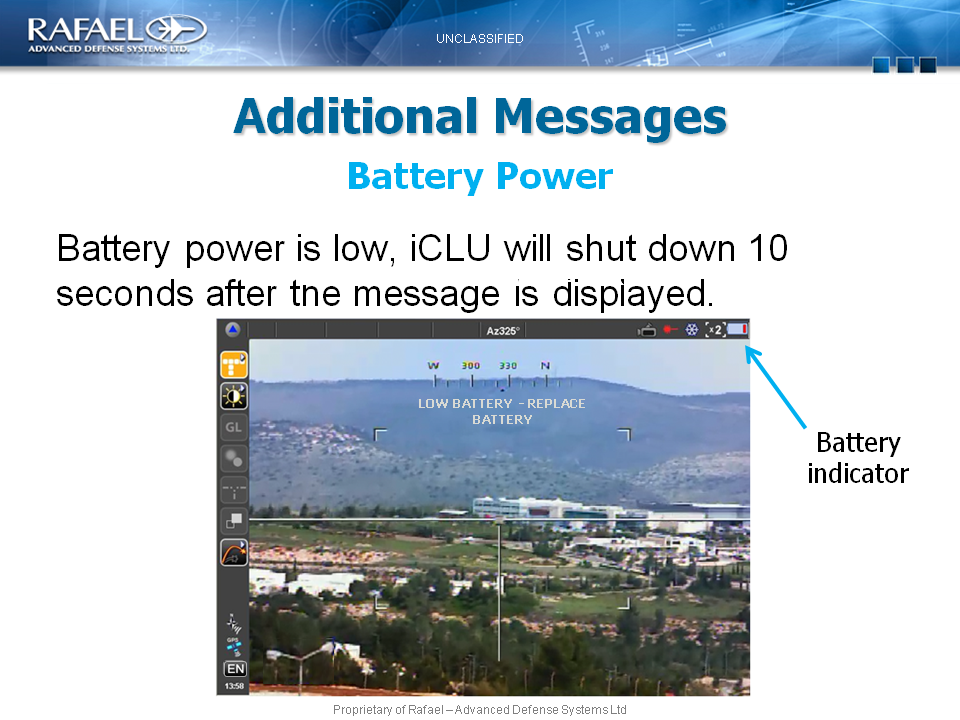 RAFAEL
ADVANCED DEFENSE SYSTEMS LTD.
UNCLASSIFIED
Additional Messages
Battery Power
Battery power is low, iCLU will shut down 10
seconds after the message is displayed.
Az325°
[x2]
W 300 330 N
LOW BATTERY - REPLACE
BATTERY
GL
GPS
EN
13:58
Battery
indicator
Proprietary of Rafael – Advanced Defense Systems Ltd